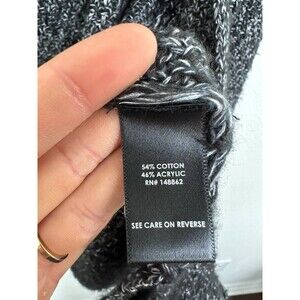 54% COTTON
46% ACRYLIC
RN# 148862
SEE CARE ON REVERSE